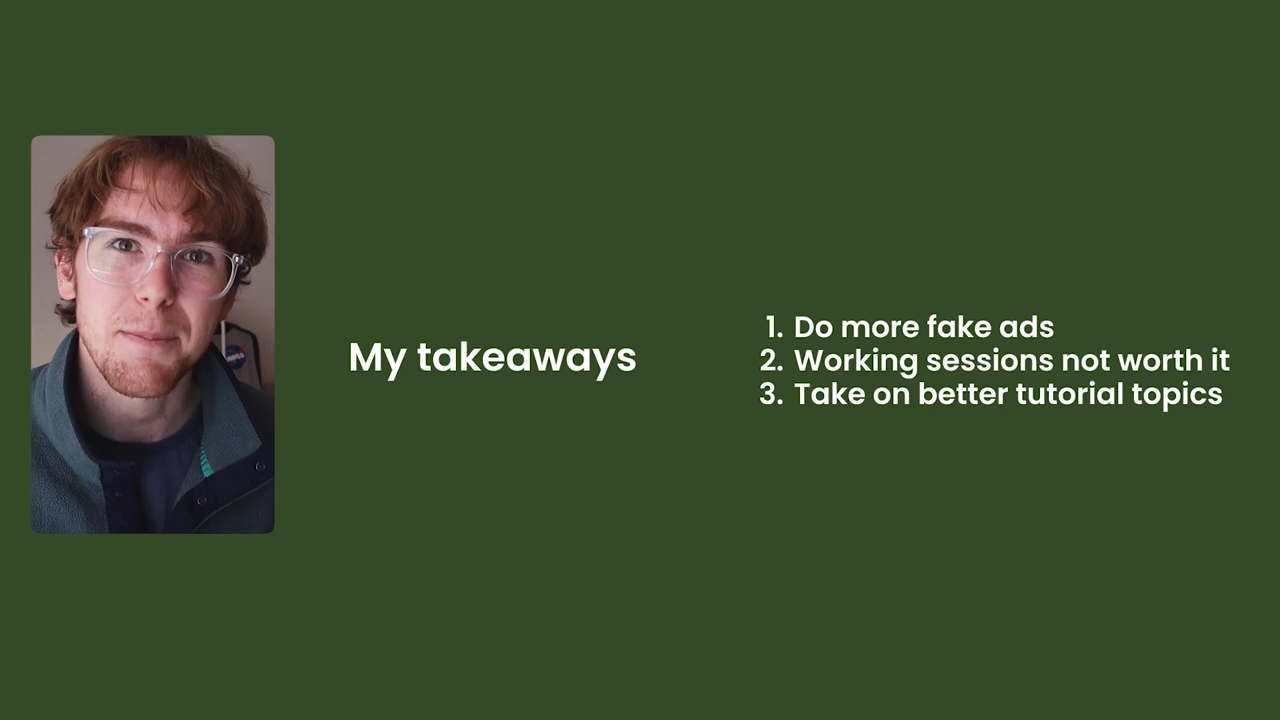 My takeaways
1. Do more fake ads
2. Working sessions not worth it
3. Take on better tutorial topics